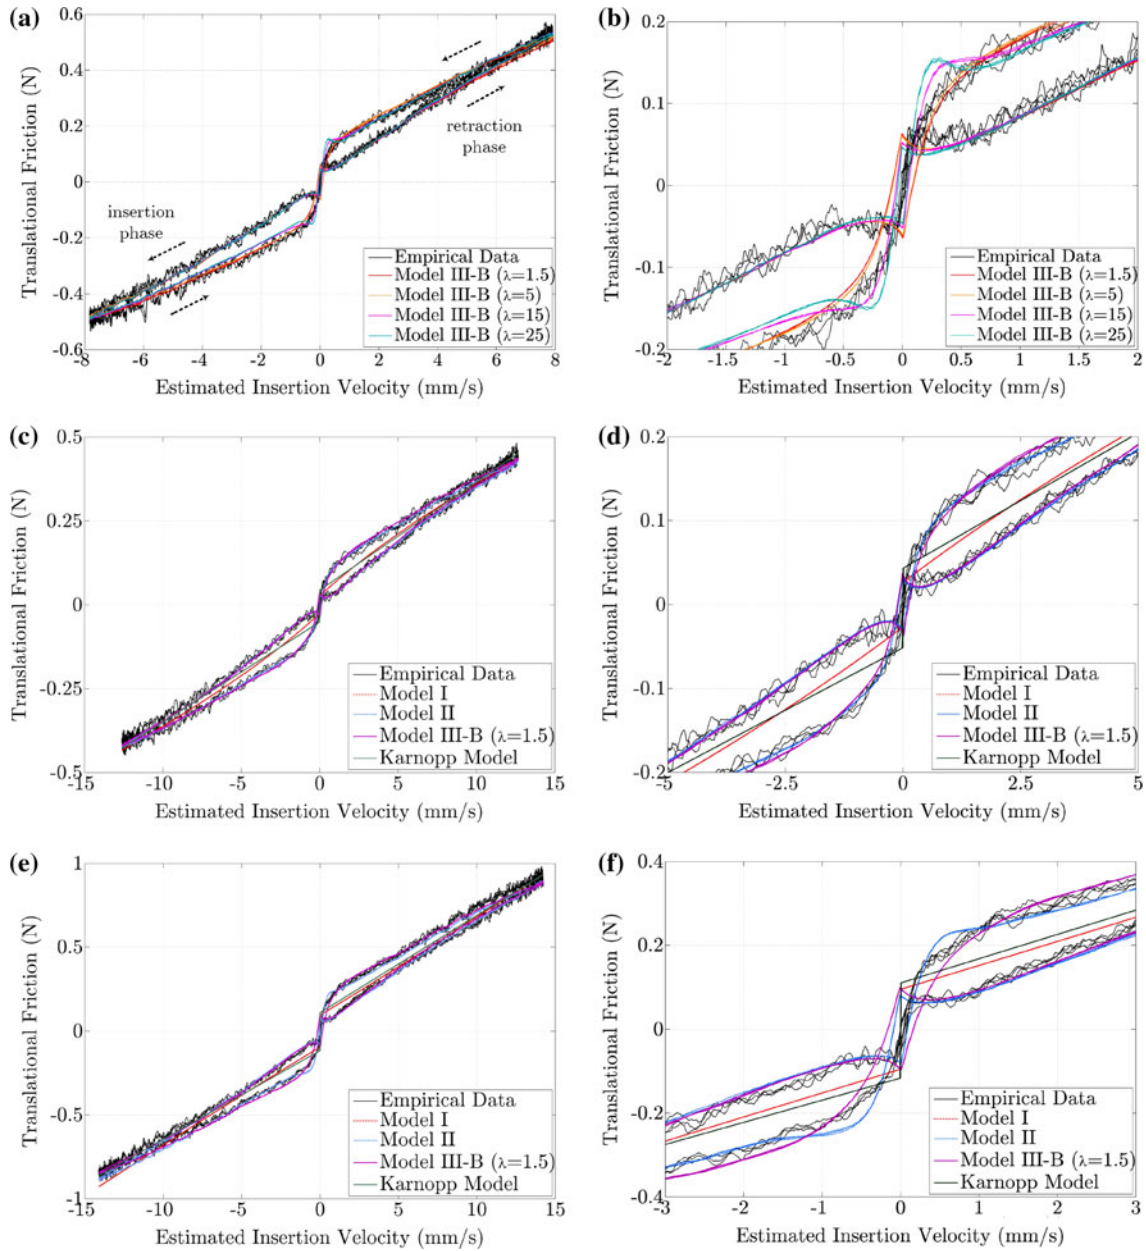 (a)
Translational Friction (N)
0.6
0.4
0.2
0
-0.2
-0.4
-0.6
-8
-6
-4
-2
0
2
4
6
8
Estimated Insertion Velocity (mm/s)
retraction
phase
insertion
phase
Empirical Data
Model III-B (λ=1.5)
Model III-B (λ=5)
Model III-B (λ=15)
Model III-B (λ=25)
(b)
Translational Friction (N)
0.2
0.1
0
-0.1
-0.2
-2
-1.5
-1
-0.5
0
0.5
1
1.5
2
Estimated Insertion Velocity (mm/s)
Empirical Data
Model III-B (λ=1.5)
Model III-B (λ=5)
Model III-B (λ=15)
Model III-B (λ=25)
(c)
Translational Friction (N)
0.5
0.25
0
-0.25
-0.5
-15
-10
-5
0
5
10
15
Estimated Insertion Velocity (mm/s)
Empirical Data
Model I
Model II
Model III-B (λ=1.5)
Karnopp Model
(d)
Translational Friction (N)
0.2
0.1
0
-0.1
-0.2
-5
-2.5
0
2.5
5
Estimated Insertion Velocity (mm/s)
Empirical Data
Model I
Model II
Model III-B (λ=1.5)
Karnopp Model
(e)
Translational Friction (N)
1
0.5
0
-0.5
-1
-15
-10
-5
0
5
10
15
Estimated Insertion Velocity (mm/s)
Empirical Data
Model I
Model II
Model III-B (λ=1.5)
Karnopp Model
(f)
Translational Friction (N)
0.4
0.2
0
-0.2
-0.4
-3
-2
-1
0
1
2
3
Estimated Insertion Velocity (mm/s)
Empirical Data
Model I
Model II
Model III-B (λ=1.5)
Karnopp Model